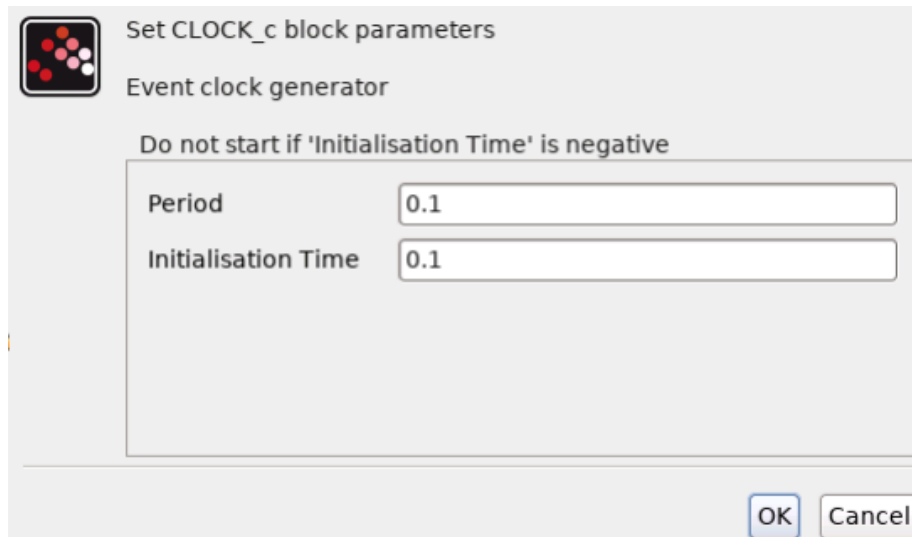 Set CLOCK_c block parameters
Event clock generator
Do not start if 'Initialisation Time' is negative
Period 0.1
Initialisation Time 0.1
OK Cancel